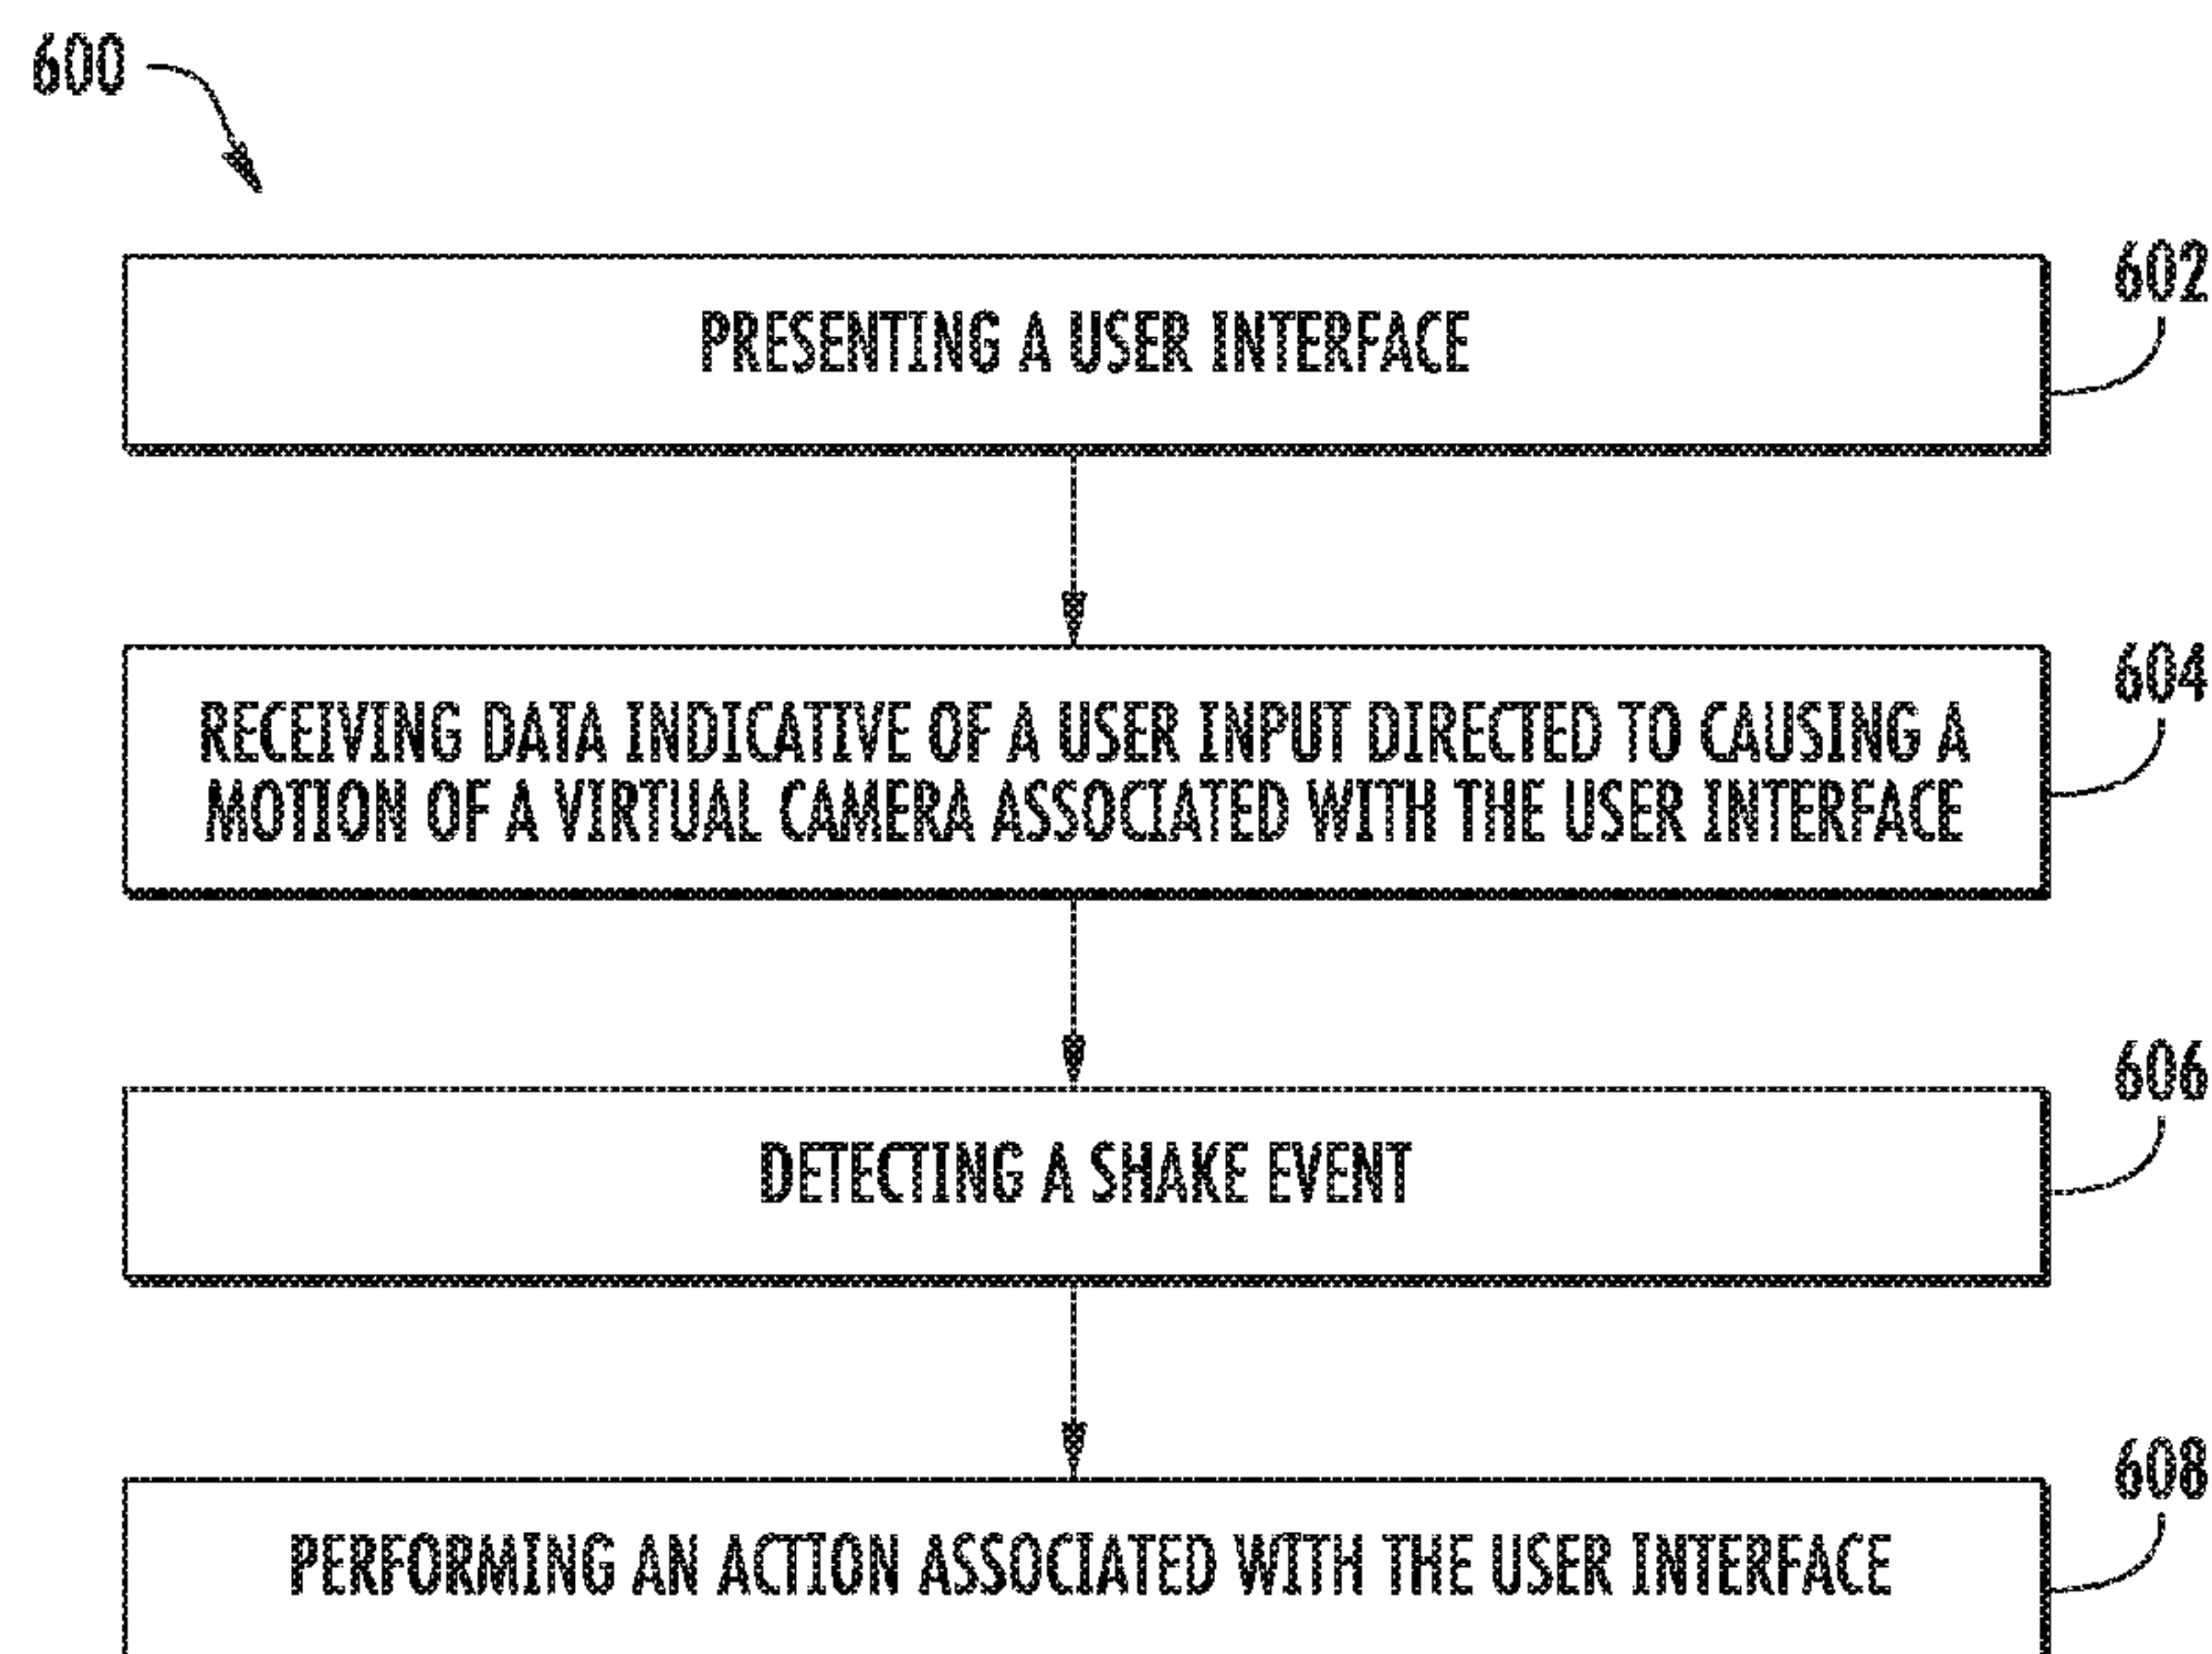 600
602
PRESENTING A USER INTERFACE
604
RECEIVING DATA INDICATIVE OF A USER INPUT DIRECTED TO CAUSING A
MOTION OF A VIRTUAL CAMERA ASSOCIATED WITH THE USER INTERFACE
606
DETECTING A SHAKE EVENT
608
PERFORMING AN ACTION ASSOCIATED WITH THE USER INTERFACE